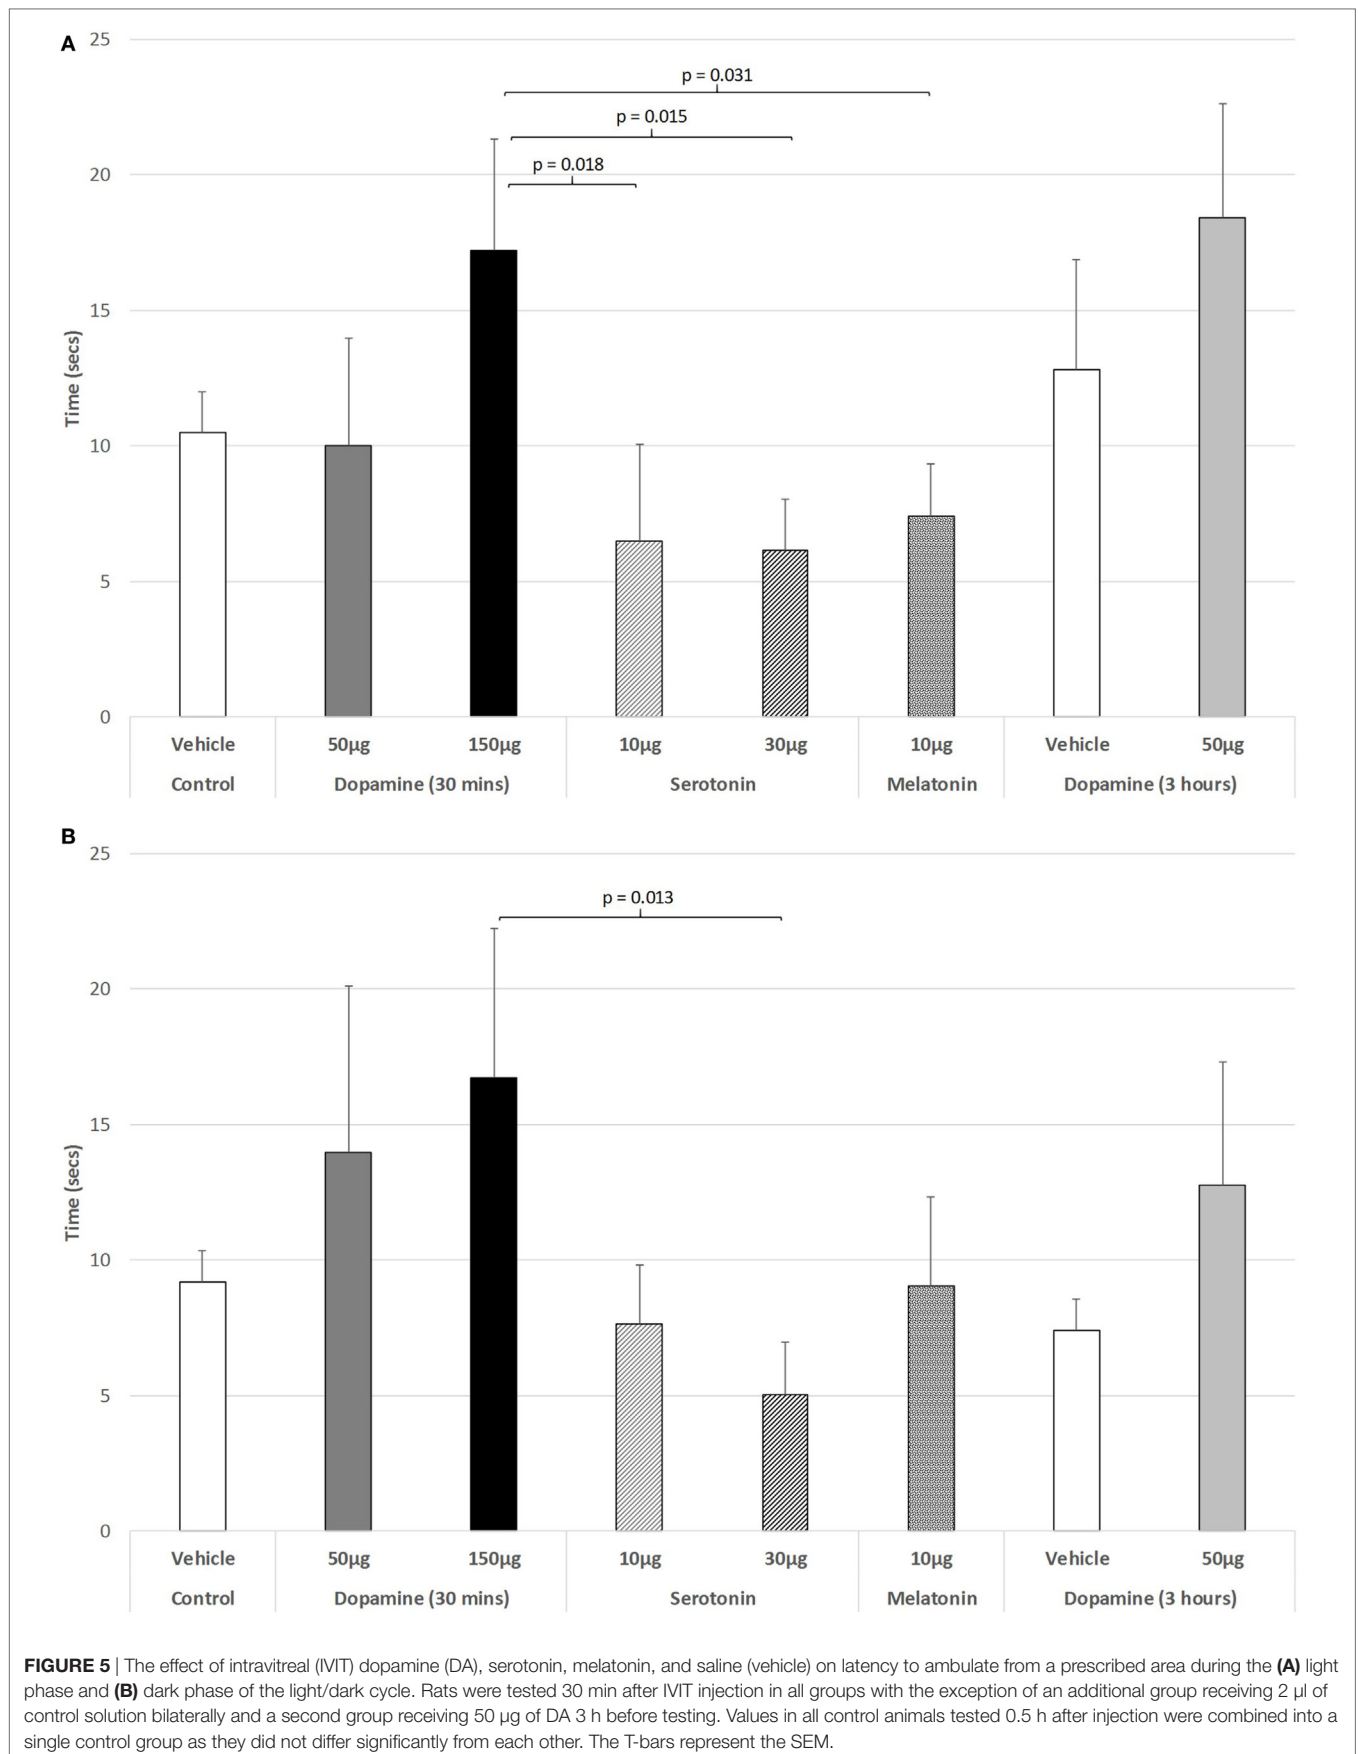 A
25
p = 0.031
p = 0.015
20
p = 0.018
15
Time (secs)
10
5
0
Vehicle 50µg 150µg 10µg 30µg 10µg Vehicle 50µg
Control Dopamine (30 mins) Serotonin Melatonin Dopamine (3 hours)
B
25
p = 0.013
20
15
Time (secs)
10
5
0
Vehicle 50µg 150µg 10µg 30µg 10µg Vehicle 50µg
Control Dopamine (30 mins) Serotonin Melatonin Dopamine (3 hours)
FIGURE 5 | The effect of intravitreal (IVIT) dopamine (DA), serotonin, melatonin, and saline (vehicle) on latency to ambulate from a prescribed area during the (A) light
phase and (B) dark phase of the light/dark cycle. Rats were tested 30 min after IVIT injection in all groups with the exception of an additional group receiving 2 µl of
control solution bilaterally and a second group receiving 50 µg of DA 3 h before testing. Values in all control animals tested 0.5 h after injection were combined into a
single control group as they did not differ significantly from each other. The T-bars represent the SEM.